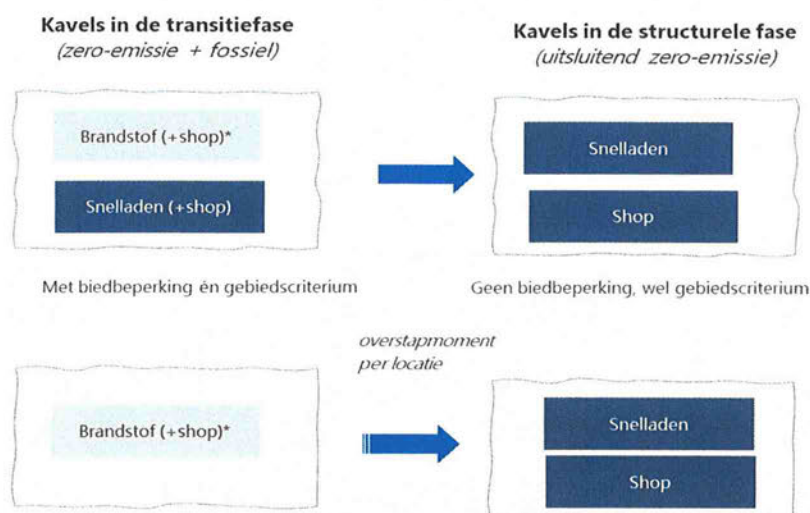 Kavels in de transitiefase
(zero-emissie + fossiel)
Brandstof (+shop)*
Snelladen (+shop)
Met biedbeperking én gebiedscriterium
Kavels in de structurele fase
(uitsluitend zero-emissie)
Snelladen
Shop
Geen biedbeperking, wel gebiedscriterium
overstapmoment
per locatie
Brandstof (+shop)*
Snelladen
Shop